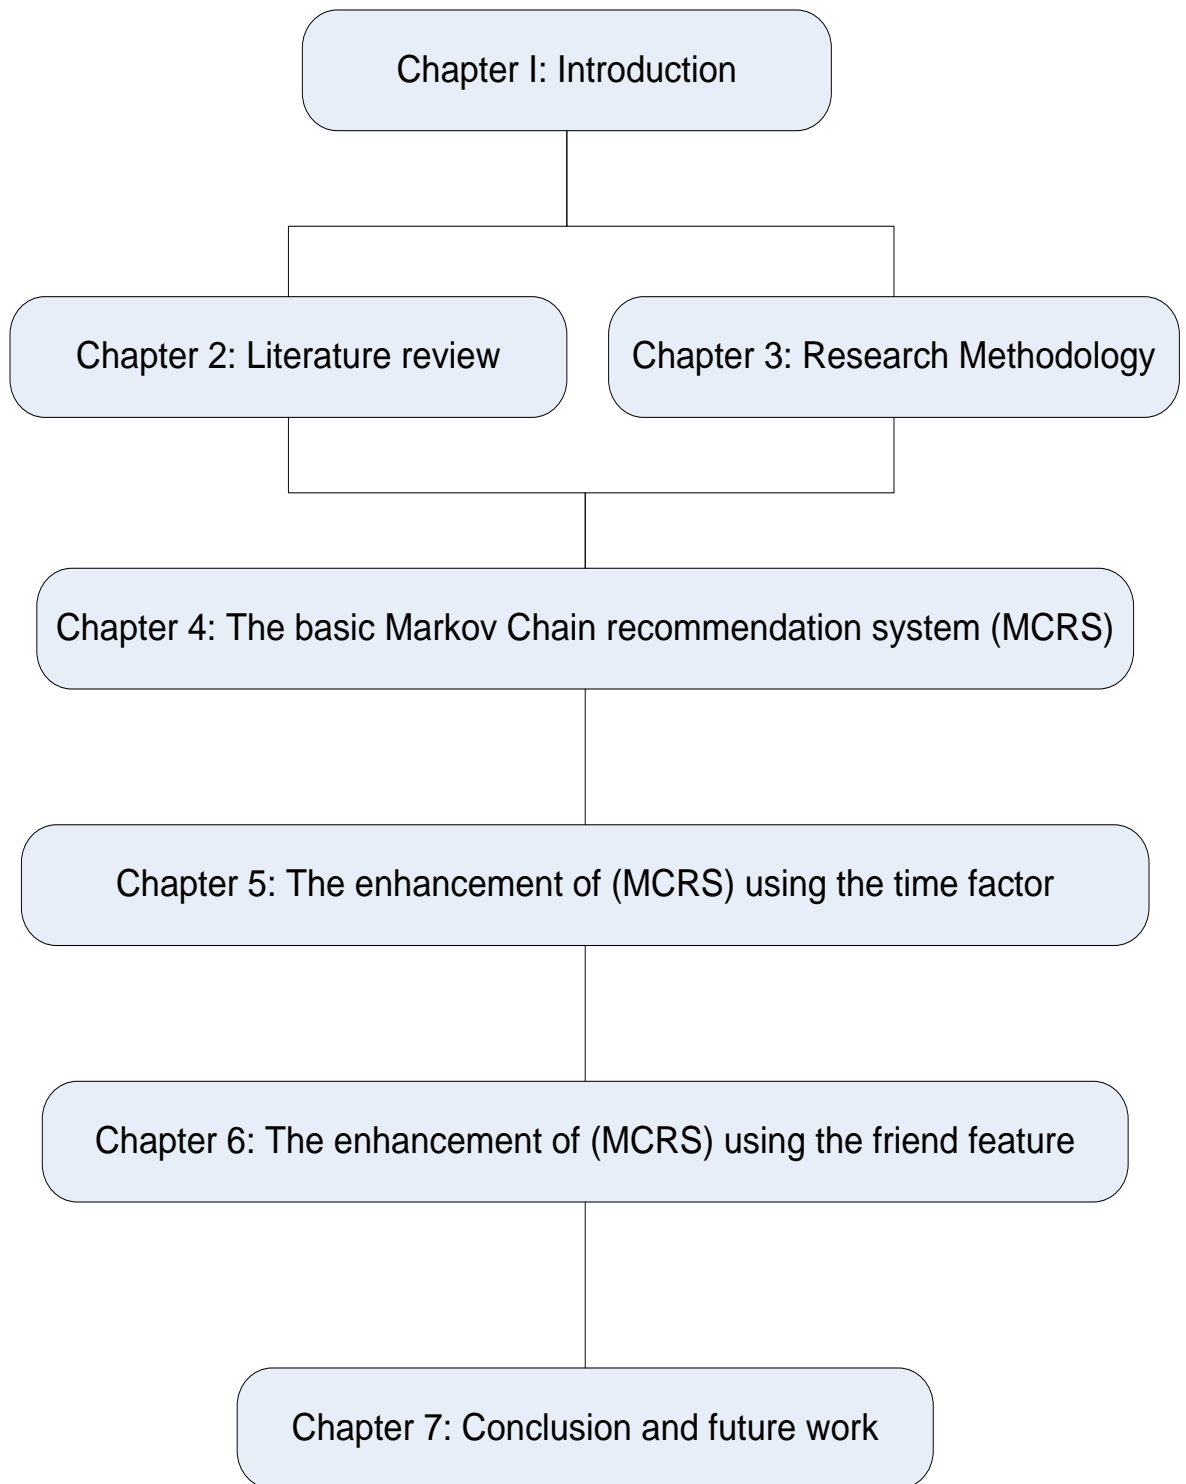 Chapter I: Introduction
Chapter 2: Literature review
Chapter 3: Research Methodology
Chapter 4: The basic Markov Chain recommendation system (MCRS)
Chapter 5: The enhancement of (MCRS) using the time factor
Chapter 6: The enhancement of (MCRS) using the friend feature
Chapter 7: Conclusion and future work